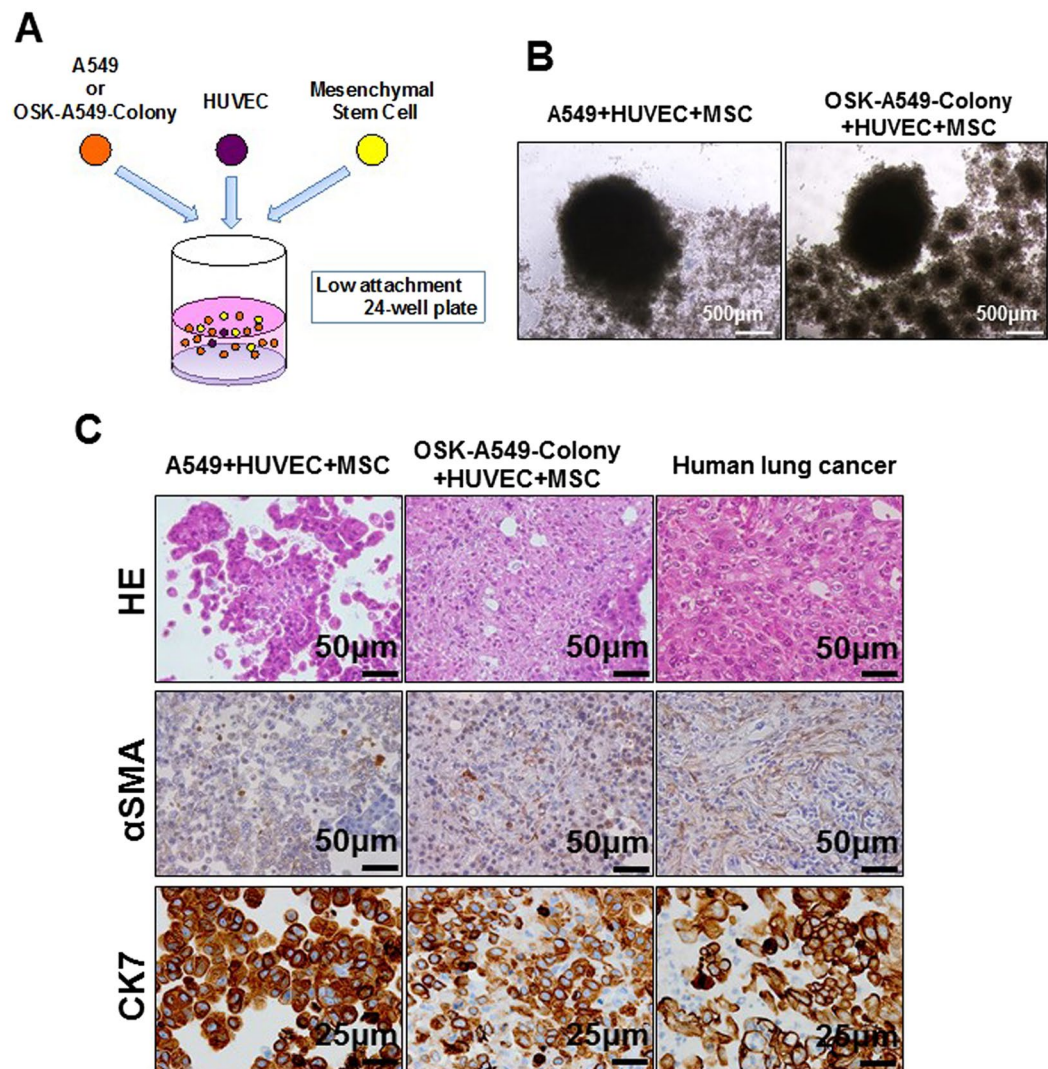 A
A549
or
OSK-A549-Colony
HUVEC
Mesenchymal
Stem Cell
Low attachment
24-well plate
B
A549+HUVEC+MSC
OSK-A549-Colony
+HUVEC+MSC
500μm
500μm
C
A549+HUVEC+MSC
OSK-A549-Colony
+HUVEC+MSC
Human lung cancer
HE
50μm
50μm
50μm
αSMA
50μm
50μm
50μm
CK7
25μm
25μm
25μm